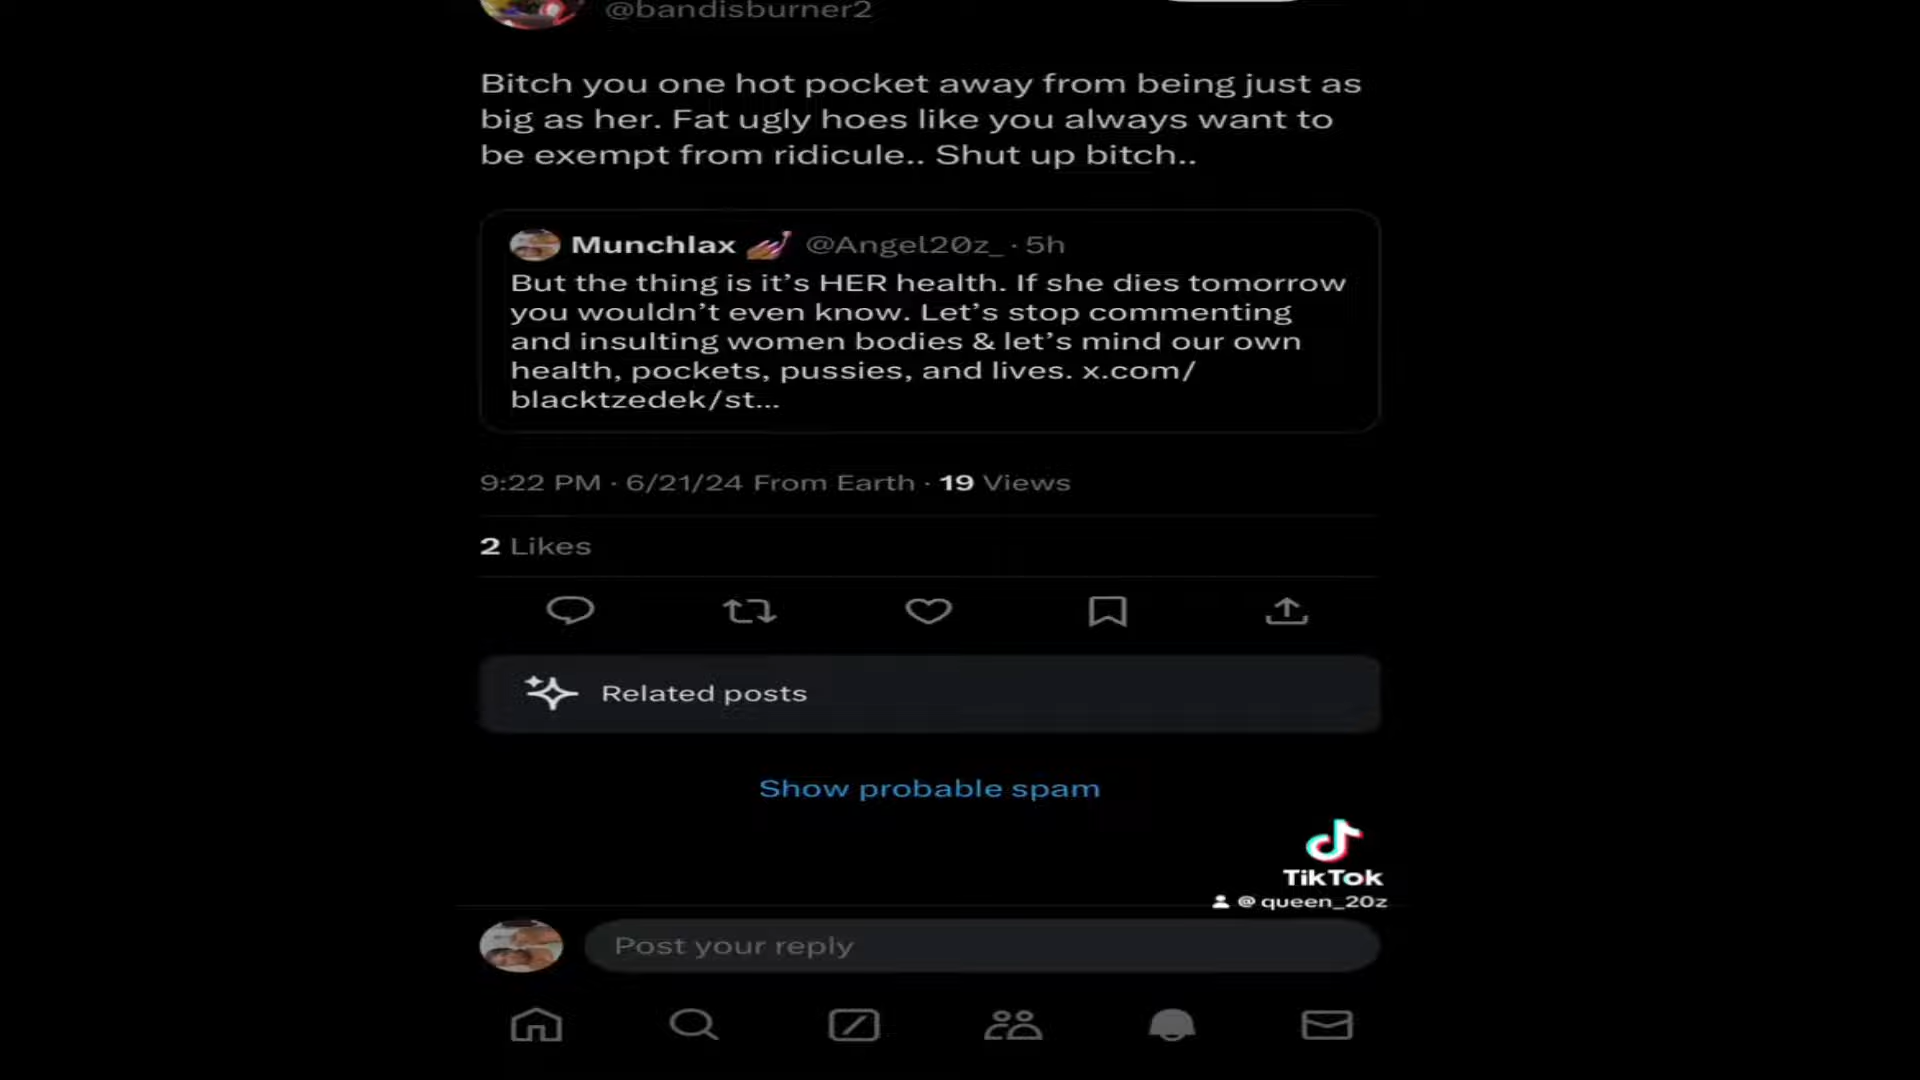 @bandisburner2
Bitch you one hot pocket away from being just as
big as her. Fat ugly hoes like you always want to
be exempt from ridicule.. Shut up bitch..
Munchlax 💅🏾 @Angel20z_ · 5h
But the thing is it’s HER health. If she dies tomorrow
you wouldn’t even know. Let’s stop commenting
and insulting women bodies & let’s mind our own
health, pockets, pussies, and lives. x.com/
blacktzedek/st...
9:22 PM · 6/21/24 From Earth · 19 Views
2 Likes
Related posts
Show probable spam
TikTok
@queen_20z
Post your reply